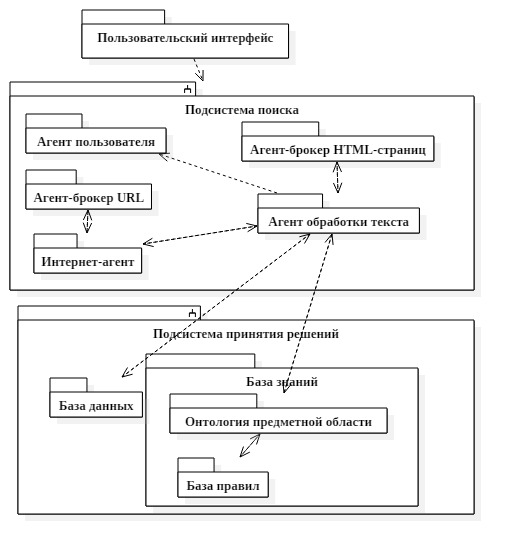 Пользовательский интерфейс
Подсистема поиска
Агент пользователя
Агент-брокер HTML-страниц
Агент-брокер URL
Агент обработки текста
Интернет-агент
Подсистема принятия решений
База знаний
База данных
Онтология предметной области
База правил